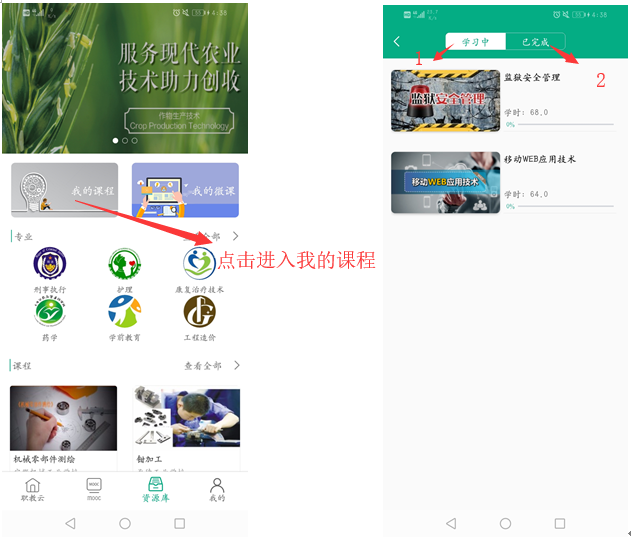 4:38
服务现代农业
技术助力创收
作物生产技术
Crop Production Technology
我的课程
我的微课
专业
全部
点击进入我的课程
刑事执行
护理
康复治疗技术
药学
学前教育
工程造价
课程
查看全部
机械零部件测绘
钳加工
职教云
MOOC
mooc
资源库
我的
4:38
学习中
已完成
1
2
监狱安全管理
监狱安全管理
学时：68.0
0%
移动WEB应用技术
移动WEB应用技术
学时：64.0
0%